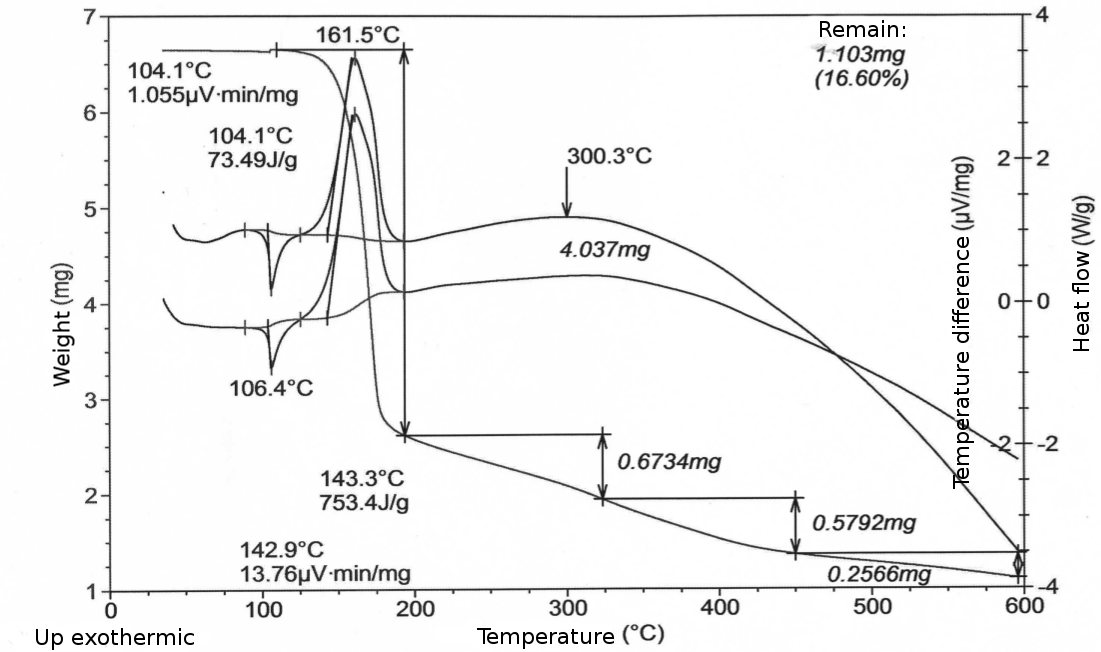 7
6
5
4
3
2
1
Weight (mg)
161.5°C
104.1°C
1.055µV·min/mg
104.1°C
73.49J/g
Remain:
1.103mg
(16.60%)
300.3°C
4.037mg
106.4°C
0.6734mg
143.3°C
753.4J/g
0.5792mg
142.9°C
13.76µV·min/mg
0.2566mg
4
2
2
0
0
-2
-2
-4
Temperature difference (µV/mg)
Heat flow (W/g)
0
100
200
300
400
500
600
Up exothermic
Temperature (°C)